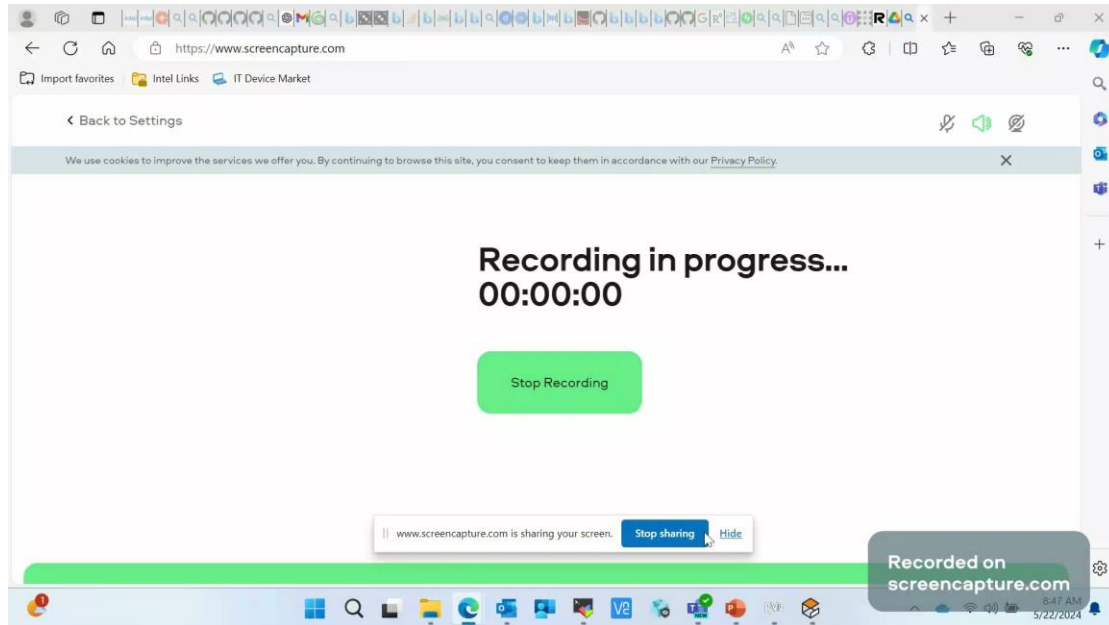 https://www.screencapture.com
Import favorites
Intel Links
IT Device Market
Back to Settings
We use cookies to improve the services we offer you. By continuing to browse this site, you consent to keep them in accordance with our Privacy Policy.
Recording in progress...
00:00:00
Stop Recording
www.screencapture.com is sharing your screen.
Stop sharing
Hide
Recorded on
screencapture.com
8:47 AM
5/22/2024